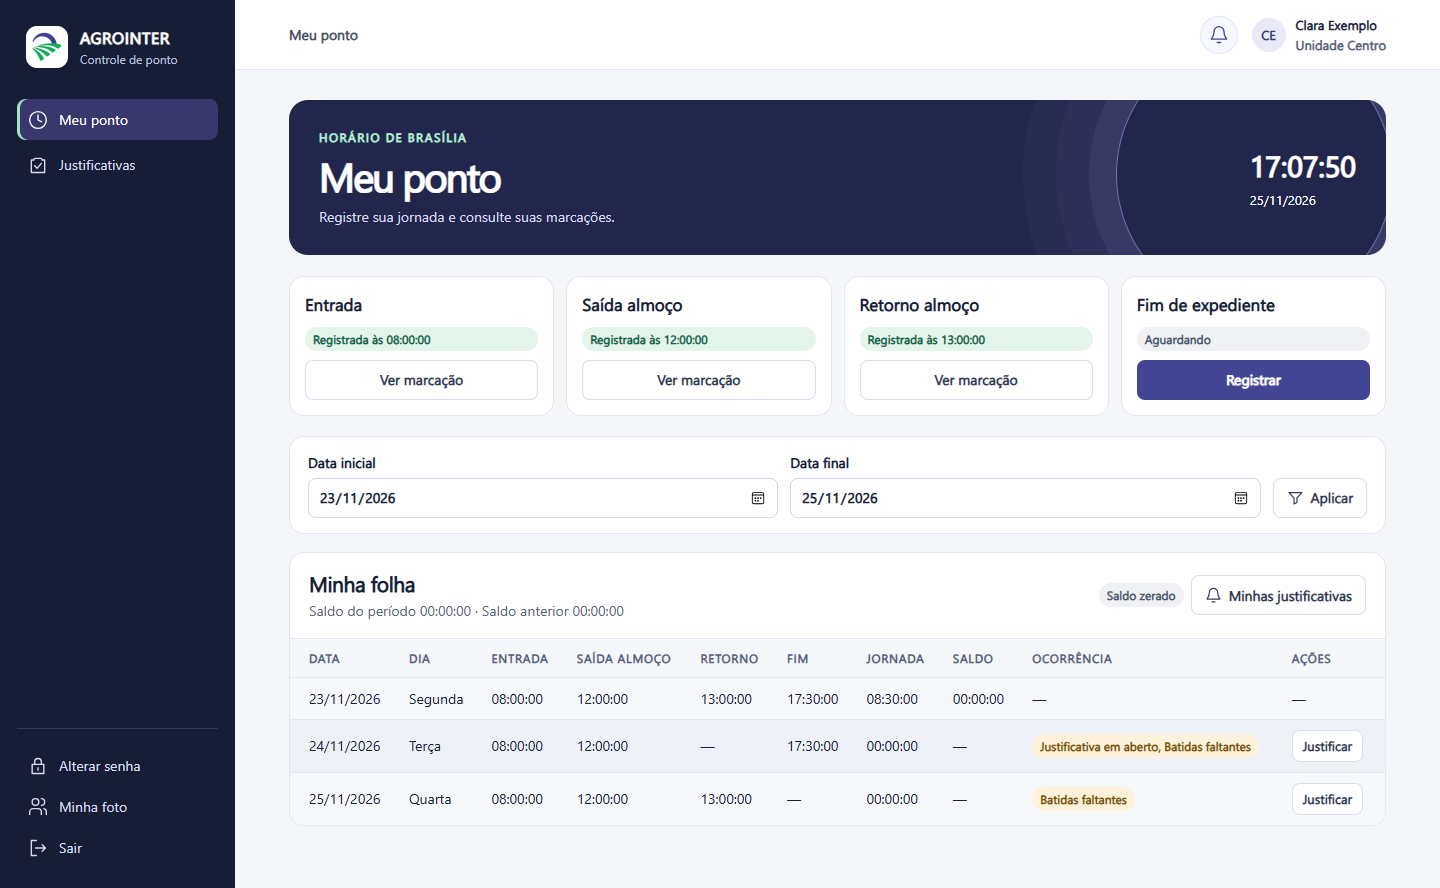 AGROINTER
Controle de ponto
Meu ponto
Justificativas
Alterar senha
Minha foto
Sair
Meu ponto
CE
Clara Exemplo
Unidade Centro
HORÁRIO DE BRASÍLIA
Meu ponto
Registre sua jornada e consulte suas marcações.
17:07:50
25/11/2026
Entrada
Registrada às 08:00:00
Ver marcação
Saída almoço
Registrada às 12:00:00
Ver marcação
Retorno almoço
Registrada às 13:00:00
Ver marcação
Fim de expediente
Aguardando
Registrar
Data inicial
23/11/2026
Data final
25/11/2026
Aplicar
Minha folha
Saldo do período 00:00:00 · Saldo anterior 00:00:00
Saldo zerado
Minhas justificativas
DATA DIA ENTRADA SAÍDA ALMOÇO RETORNO FIM JORNADA SALDO OCORRÊNCIA AÇÕES
23/11/2026 Segunda 08:00:00 12:00:00 13:00:00 17:30:00 08:30:00 00:00:00 — —
24/11/2026 Terça 08:00:00 12:00:00 — 17:30:00 00:00:00 — Justificativa em aberto, Batidas faltantes Justificar
25/11/2026 Quarta 08:00:00 12:00:00 13:00:00 — 00:00:00 — Batidas faltantes Justificar